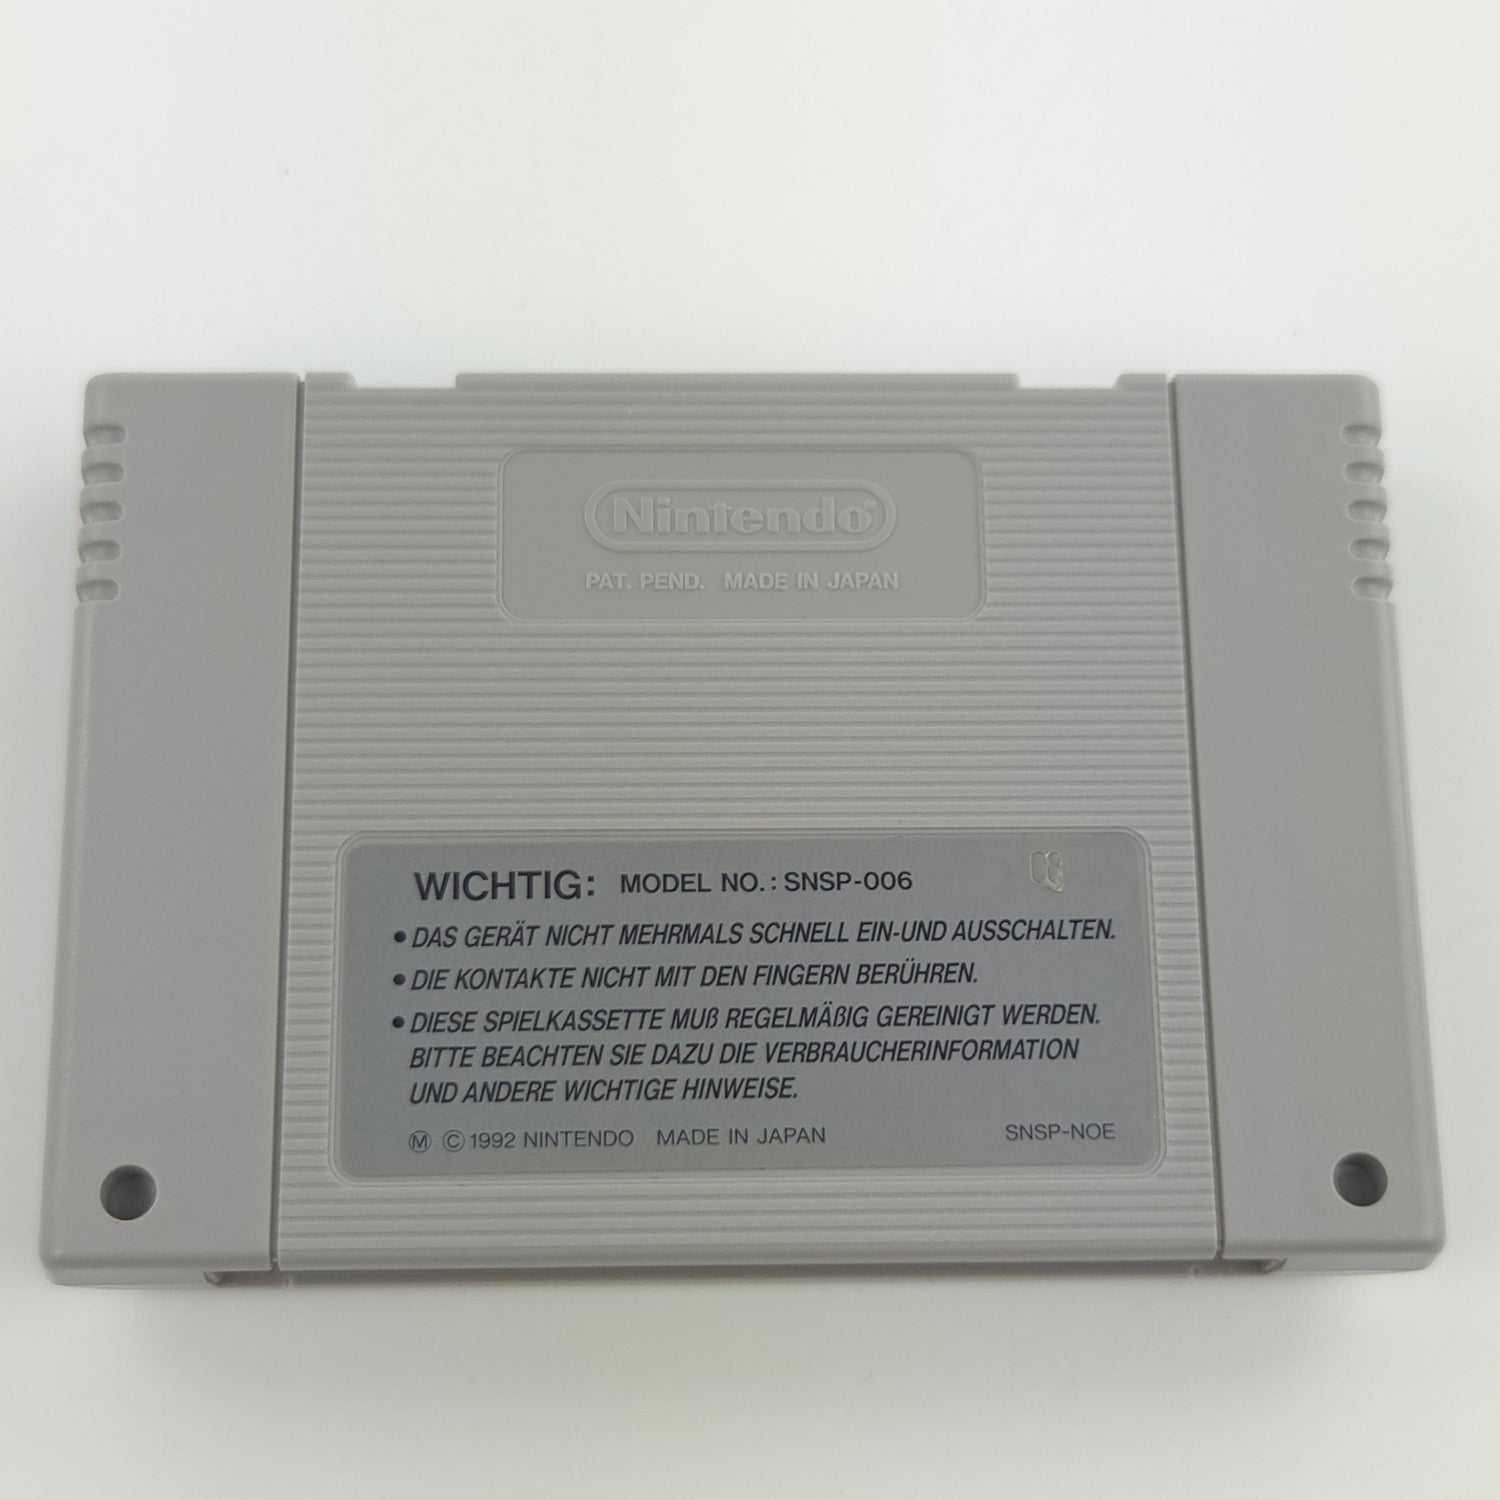 Nintendo®
PAT. PEND. MADE IN JAPAN
WICHTIG: MODEL NO.: SNSP-006
• DAS GERÄT NICHT MEHRMALS SCHNELL EIN-UND AUSSCHALTEN.
• DIE KONTAKTE NICHT MIT DEN FINGERN BERÜHREN.
• DIESE SPIELKASSETTE MUß REGELMÄßIG GEREINIGT WERDEN.
BITTE BEACHTEN SIE DAZU DIE VERBRAUCHERINFORMATION
UND ANDERE WICHTIGE HINWEISE.
Ⓜ © 1992 NINTENDO MADE IN JAPAN SNSP-NOE